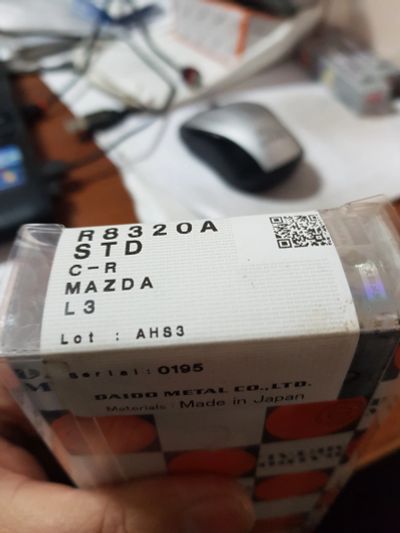 R8320A
STD
C-R
MAZDA
L3
Lot : AHS3
Serial: 0195
DAIDO METAL CO.,LTD.
Materials : Made in Japan